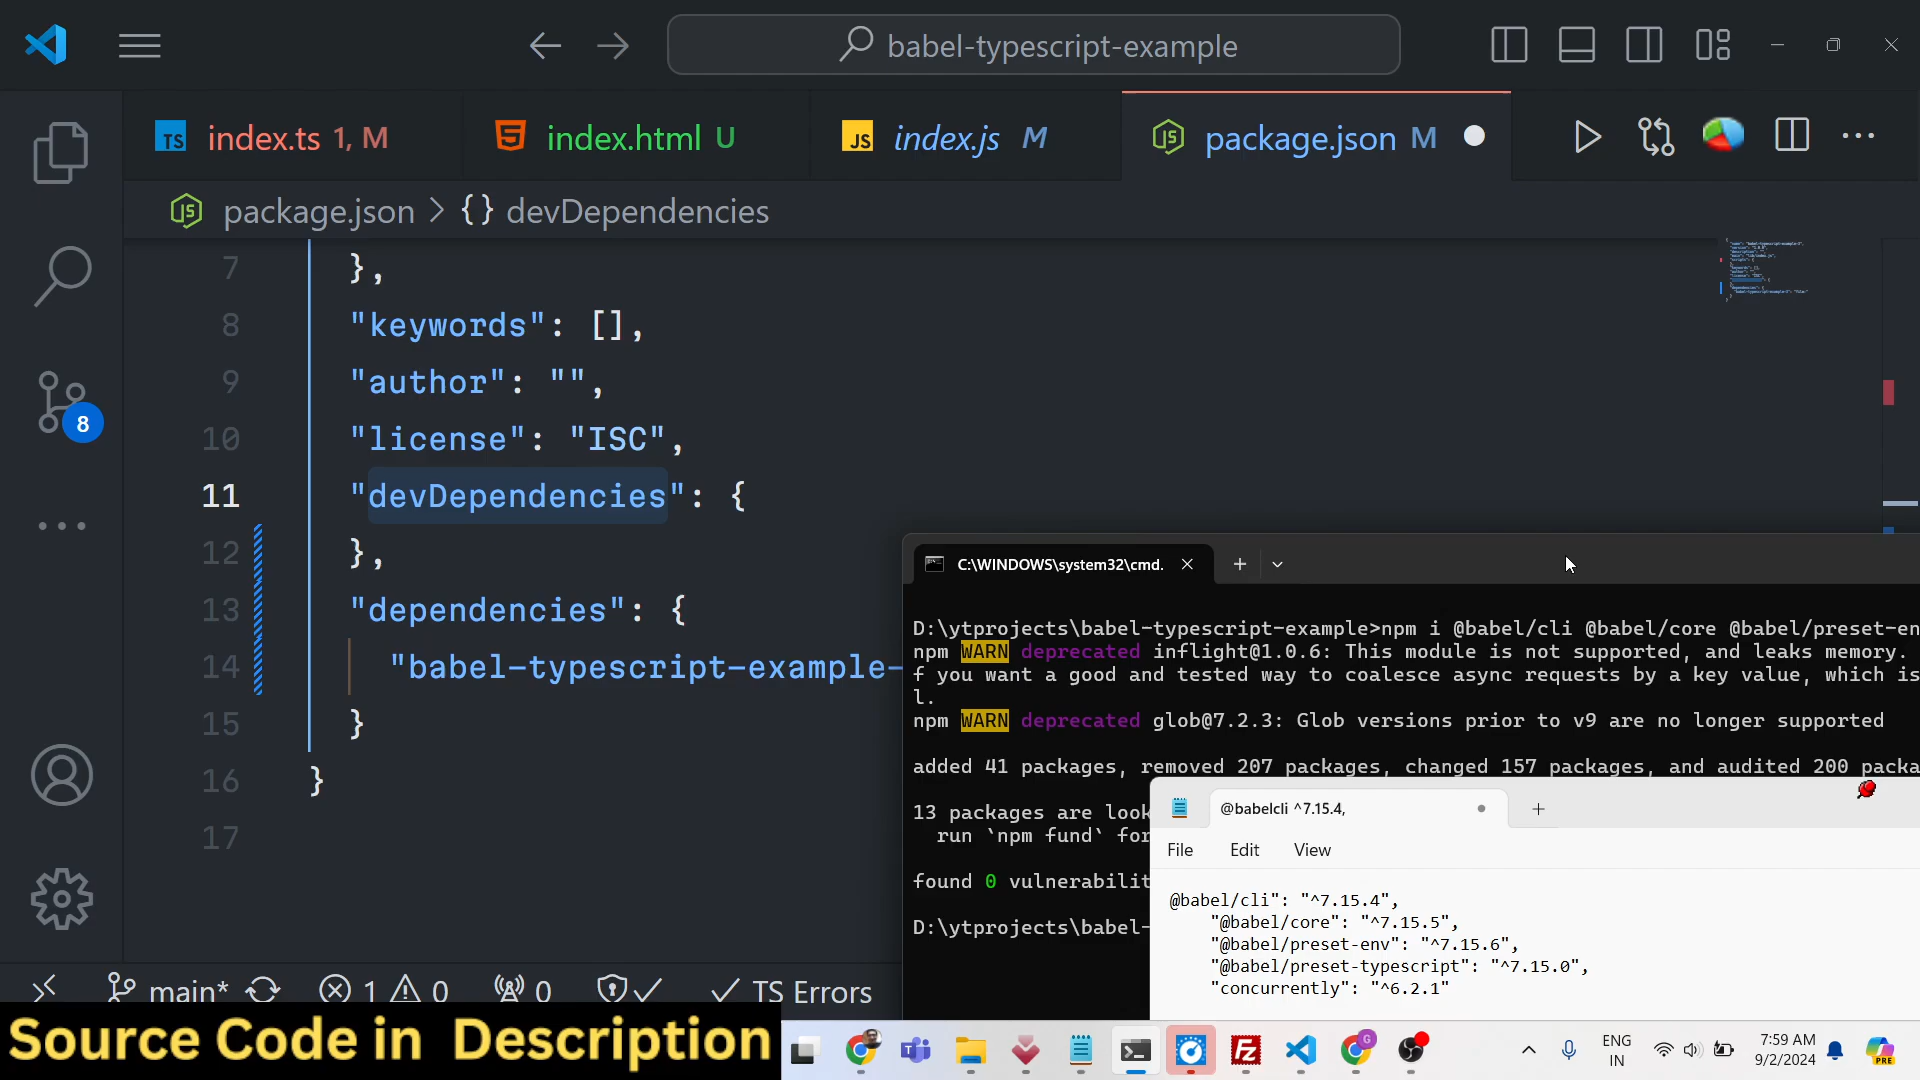 babel-typescript-example
TS index.ts 1, M
index.html U
JS index.js M
package.json M
package.json > {} devDependencies
7 },
8 "keywords": [],
9 "author": "",
10 "license": "ISC",
11 "devDependencies": {
12 },
13 "dependencies": {
14 "babel-typescript-example-
15 }
16 }
17
8
C:\WINDOWS\system32\cmd.
D:\ytprojects\babel-typescript-example>npm i @babel/cli @babel/core @babel/preset-en
npm WARN deprecated inflight@1.0.6: This module is not supported, and leaks memory.
f you want a good and tested way to coalesce async requests by a key value, which is
l.
npm WARN deprecated glob@7.2.3: Glob versions prior to v9 are no longer supported
added 41 packages, removed 207 packages, changed 157 packages, and audited 200 packa
13 packages are look
run `npm fund` for
found 0 vulnerabilit
D:\ytprojects\babel-
@babelcli ^7.15.4,
File Edit View
@babel/cli": "^7.15.4",
"@babel/core": "^7.15.5",
"@babel/preset-env": "^7.15.6",
"@babel/preset-typescript": "^7.15.0",
"concurrently": "^6.2.1"
main* 1 0 0 TS Errors
Source Code in Description
ENG
IN
7:59 AM
9/2/2024
PRE